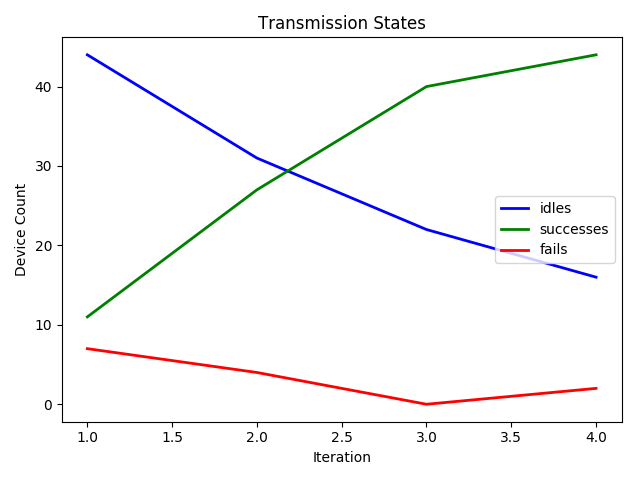 Transmission States
Device Count
40
30
20
10
0
idles
successes
fails
1.0 1.5 2.0 2.5 3.0 3.5 4.0
Iteration